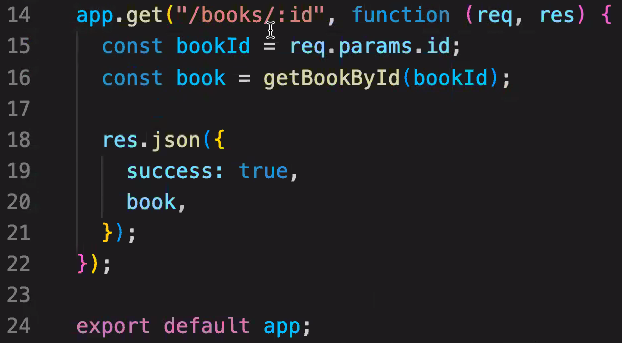 14 app.get("/books/:id", function (req, res) {
15 const bookId = req.params.id;
16 const book = getBookById(bookId);
17
18 res.json({
19 success: true,
20 book,
21 });
22 });
23
24 export default app;